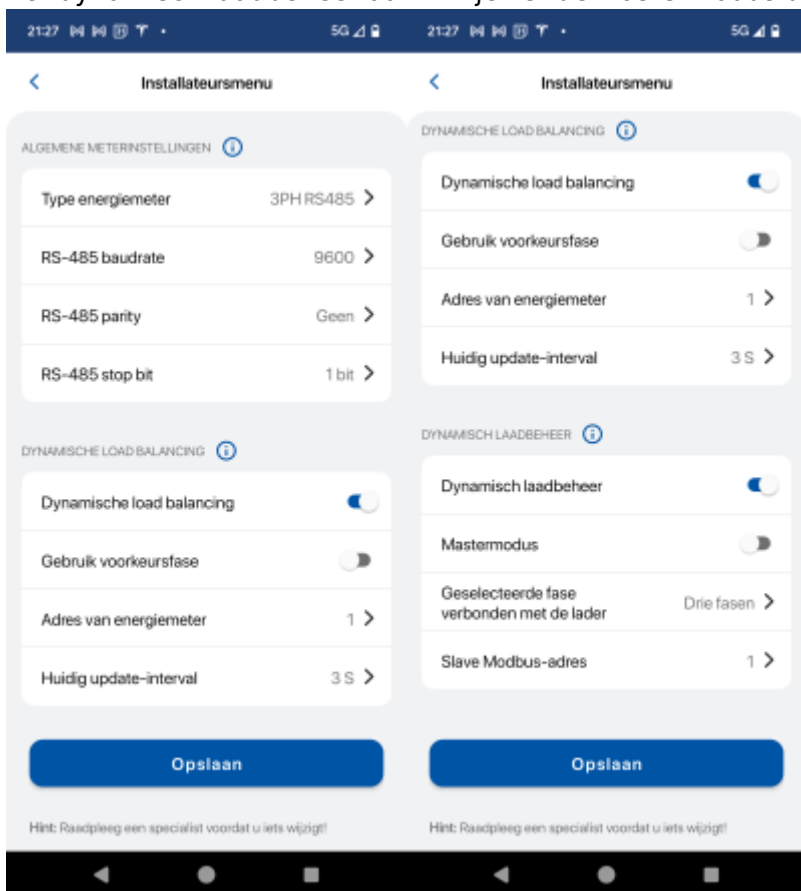 21:27
5G
Installateursmenu
ALGEMENE METERINSTELLINGEN
Type energiemeter 3PH RS485
RS-485 baudrate 9600
RS-485 parity Geen
RS-485 stop bit 1 bit
DYNAMISCHE LOAD BALANCING
Dynamische load balancing
Gebruik voorkeursfase
Adres van energiemeter 1
Huidig update-interval 3 S
Opslaan
Hint: Raadpleeg een specialist voordat u iets wijzigt!
21:27
5G
Installateursmenu
DYNAMISCHE LOAD BALANCING
Dynamische load balancing
Gebruik voorkeursfase
Adres van energiemeter 1
Huidig update-interval 3 S
DYNAMISCH LAADBEHEER
Dynamisch laadbeheer
Mastermodus
Geselecteerde fase
verbonden met de lader Drie fasen
Slave Modbus-adres 1
Opslaan
Hint: Raadpleeg een specialist voordat u iets wijzigt!